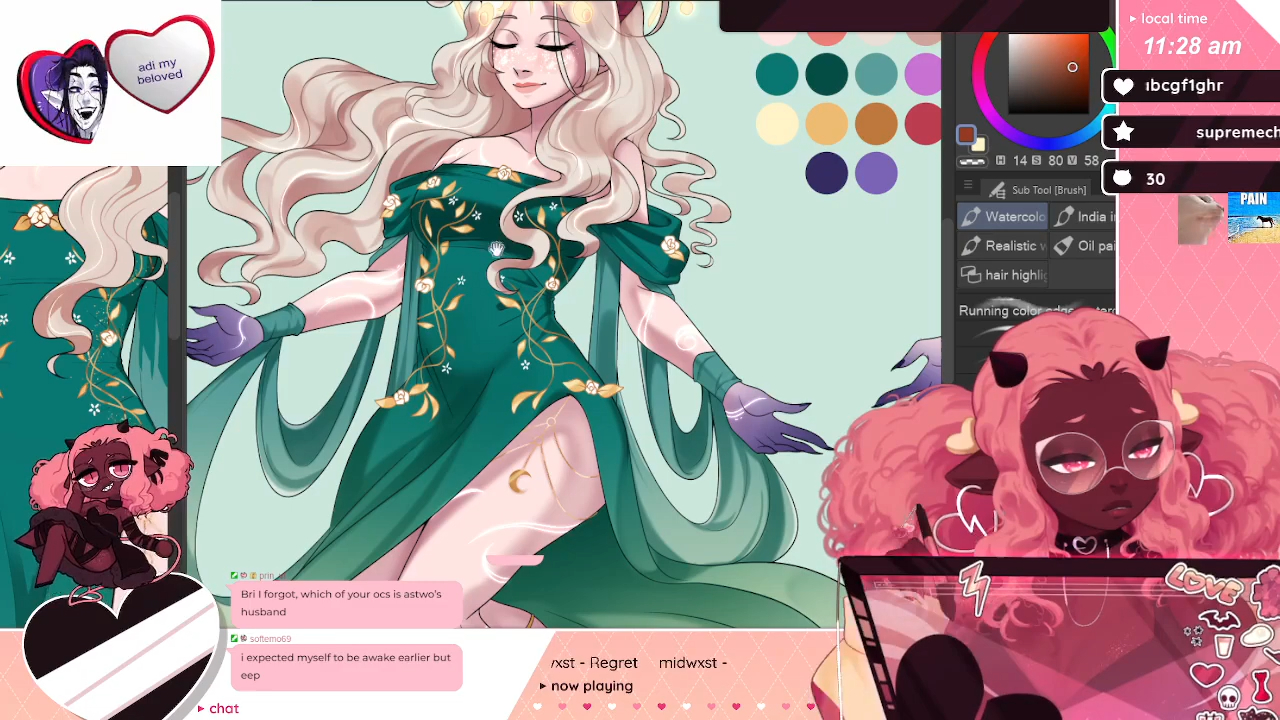 adi my
beloved
▸ local time
11:28 am
ıbcgf1ghr
supremech
30
PAIN
H 14 S 80 V 58
Sub Tool [Brush]
Watercolo
India i
Realistic w
Oil pai
hair highlig
Running color edge
prin
Bri I forgot, which of your ocs is astwo's
husband
softemo69
i expected myself to be awake earlier but
eep
▸ chat
/xst - Regret midwxst -
▸ now playing
LOVE